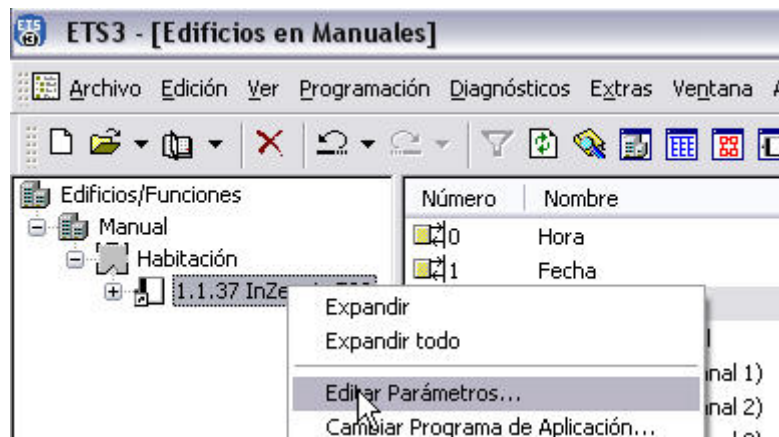 ETS3 - [Edificios en Manuales]
Archivo Edición Ver Programación Diagnósticos Extras Ventana A
Edificios/Funciones
Manual
Habitación
1.1.37 InZe
Número Nombre
0 Hora
1 Fecha
Expandir
Expandir todo
Editar Parámetros...
Cambiar Programa de Aplicación...
nal 1)
nal 2)